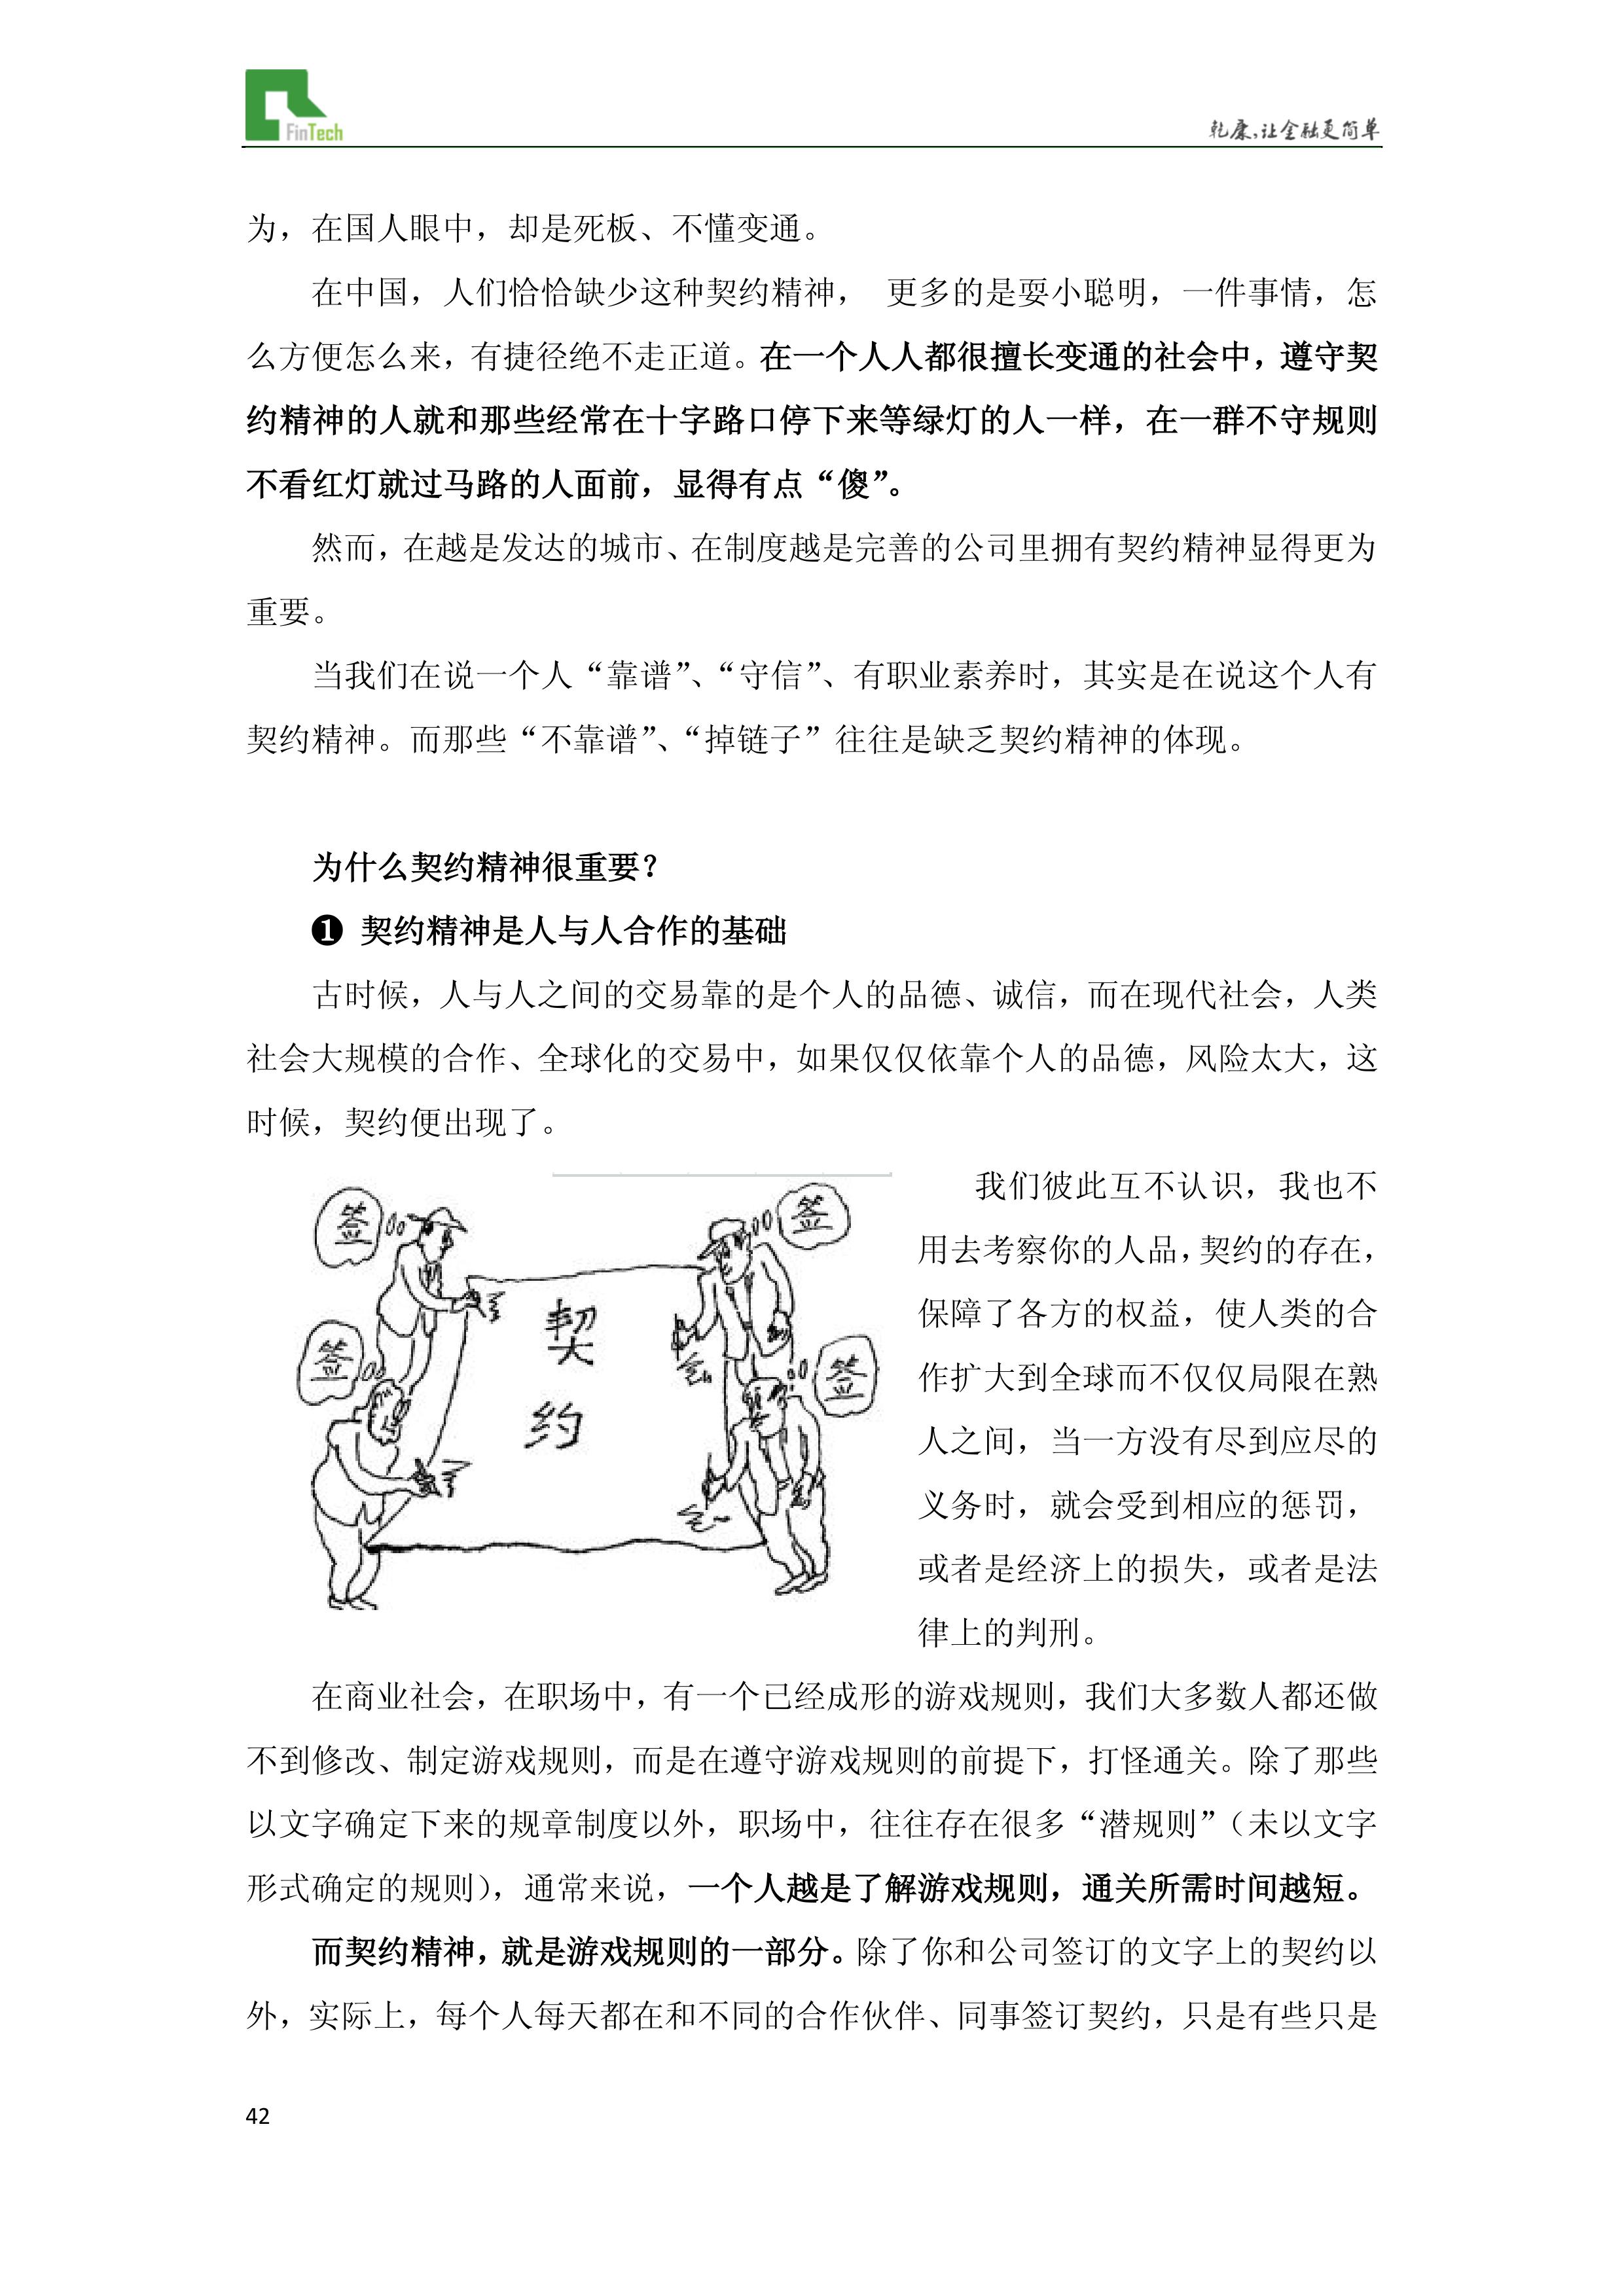 FinTech
乾康,让金融更简单
为，在国人眼中，却是死板、不懂变通。
在中国，人们恰恰缺少这种契约精神， 更多的是耍小聪明，一件事情，怎
么方便怎么来，有捷径绝不走正道。在一个人人都很擅长变通的社会中，遵守契
约精神的人就和那些经常在十字路口停下来等绿灯的人一样，在一群不守规则
不看红灯就过马路的人面前，显得有点“傻”。
然而，在越是发达的城市、在制度越是完善的公司里拥有契约精神显得更为
重要。
当我们在说一个人“靠谱”、“守信”、有职业素养时，其实是在说这个人有
契约精神。而那些“不靠谱”、“掉链子”往往是缺乏契约精神的体现。
为什么契约精神很重要？
❶ 契约精神是人与人合作的基础
古时候，人与人之间的交易靠的是个人的品德、诚信，而在现代社会，人类
社会大规模的合作、全球化的交易中，如果仅仅依靠个人的品德，风险太大，这
时候，契约便出现了。
签
签
签
签
契
约
我们彼此互不认识，我也不
用去考察你的人品，契约的存在，
保障了各方的权益，使人类的合
作扩大到全球而不仅仅局限在熟
人之间，当一方没有尽到应尽的
义务时，就会受到相应的惩罚，
或者是经济上的损失，或者是法
律上的判刑。
在商业社会，在职场中，有一个已经成形的游戏规则，我们大多数人都还做
不到修改、制定游戏规则，而是在遵守游戏规则的前提下，打怪通关。除了那些
以文字确定下来的规章制度以外，职场中，往往存在很多“潜规则”（未以文字
形式确定的规则），通常来说，一个人越是了解游戏规则，通关所需时间越短。
而契约精神，就是游戏规则的一部分。除了你和公司签订的文字上的契约以
外，实际上，每个人每天都在和不同的合作伙伴、同事签订契约，只是有些只是
42